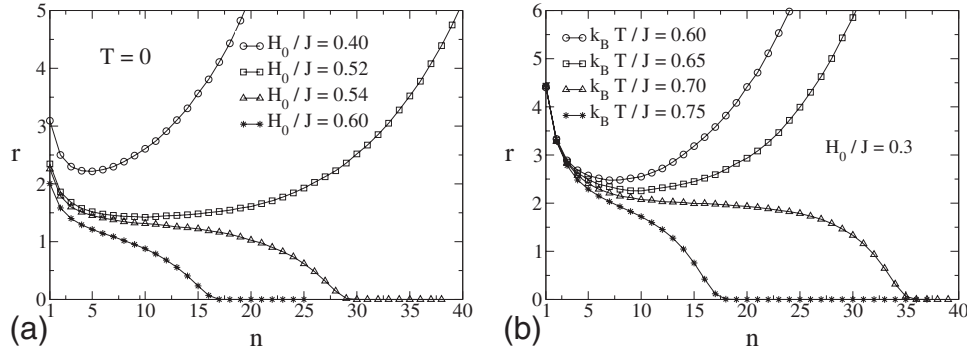 5
4
3
2
1
0
r
T = 0
H0 / J = 0.40
H0 / J = 0.52
H0 / J = 0.54
H0 / J = 0.60
1 5 10 15 20 25 30 35 40
(a)
n
6
5
4
3
2
1
0
r
kB T / J = 0.60
kB T / J = 0.65
kB T / J = 0.70
kB T / J = 0.75
H0 / J = 0.3
1 5 10 15 20 25 30 35 40
(b)
n